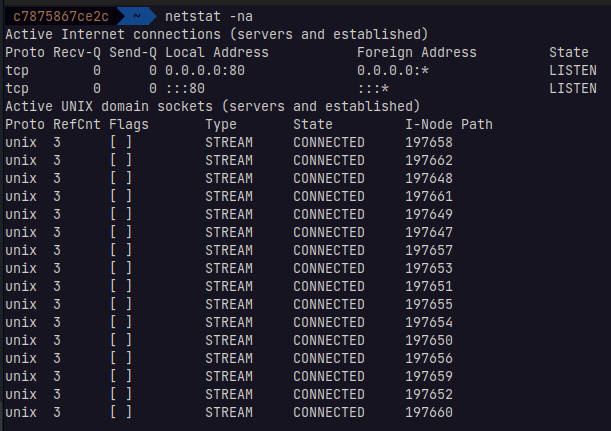 c7875867ce2c ~ netstat -na
Active Internet connections (servers and established)
Proto Recv-Q Send-Q Local Address Foreign Address State
tcp 0 0 0.0.0.0:80 0.0.0.0:* LISTEN
tcp 0 0 :::80 :::* LISTEN
Active UNIX domain sockets (servers and established)
Proto RefCnt Flags Type State I-Node Path
unix 3 [ ] STREAM CONNECTED 197658
unix 3 [ ] STREAM CONNECTED 197662
unix 3 [ ] STREAM CONNECTED 197648
unix 3 [ ] STREAM CONNECTED 197661
unix 3 [ ] STREAM CONNECTED 197649
unix 3 [ ] STREAM CONNECTED 197647
unix 3 [ ] STREAM CONNECTED 197657
unix 3 [ ] STREAM CONNECTED 197653
unix 3 [ ] STREAM CONNECTED 197651
unix 3 [ ] STREAM CONNECTED 197655
unix 3 [ ] STREAM CONNECTED 197654
unix 3 [ ] STREAM CONNECTED 197650
unix 3 [ ] STREAM CONNECTED 197656
unix 3 [ ] STREAM CONNECTED 197659
unix 3 [ ] STREAM CONNECTED 197652
unix 3 [ ] STREAM CONNECTED 197660